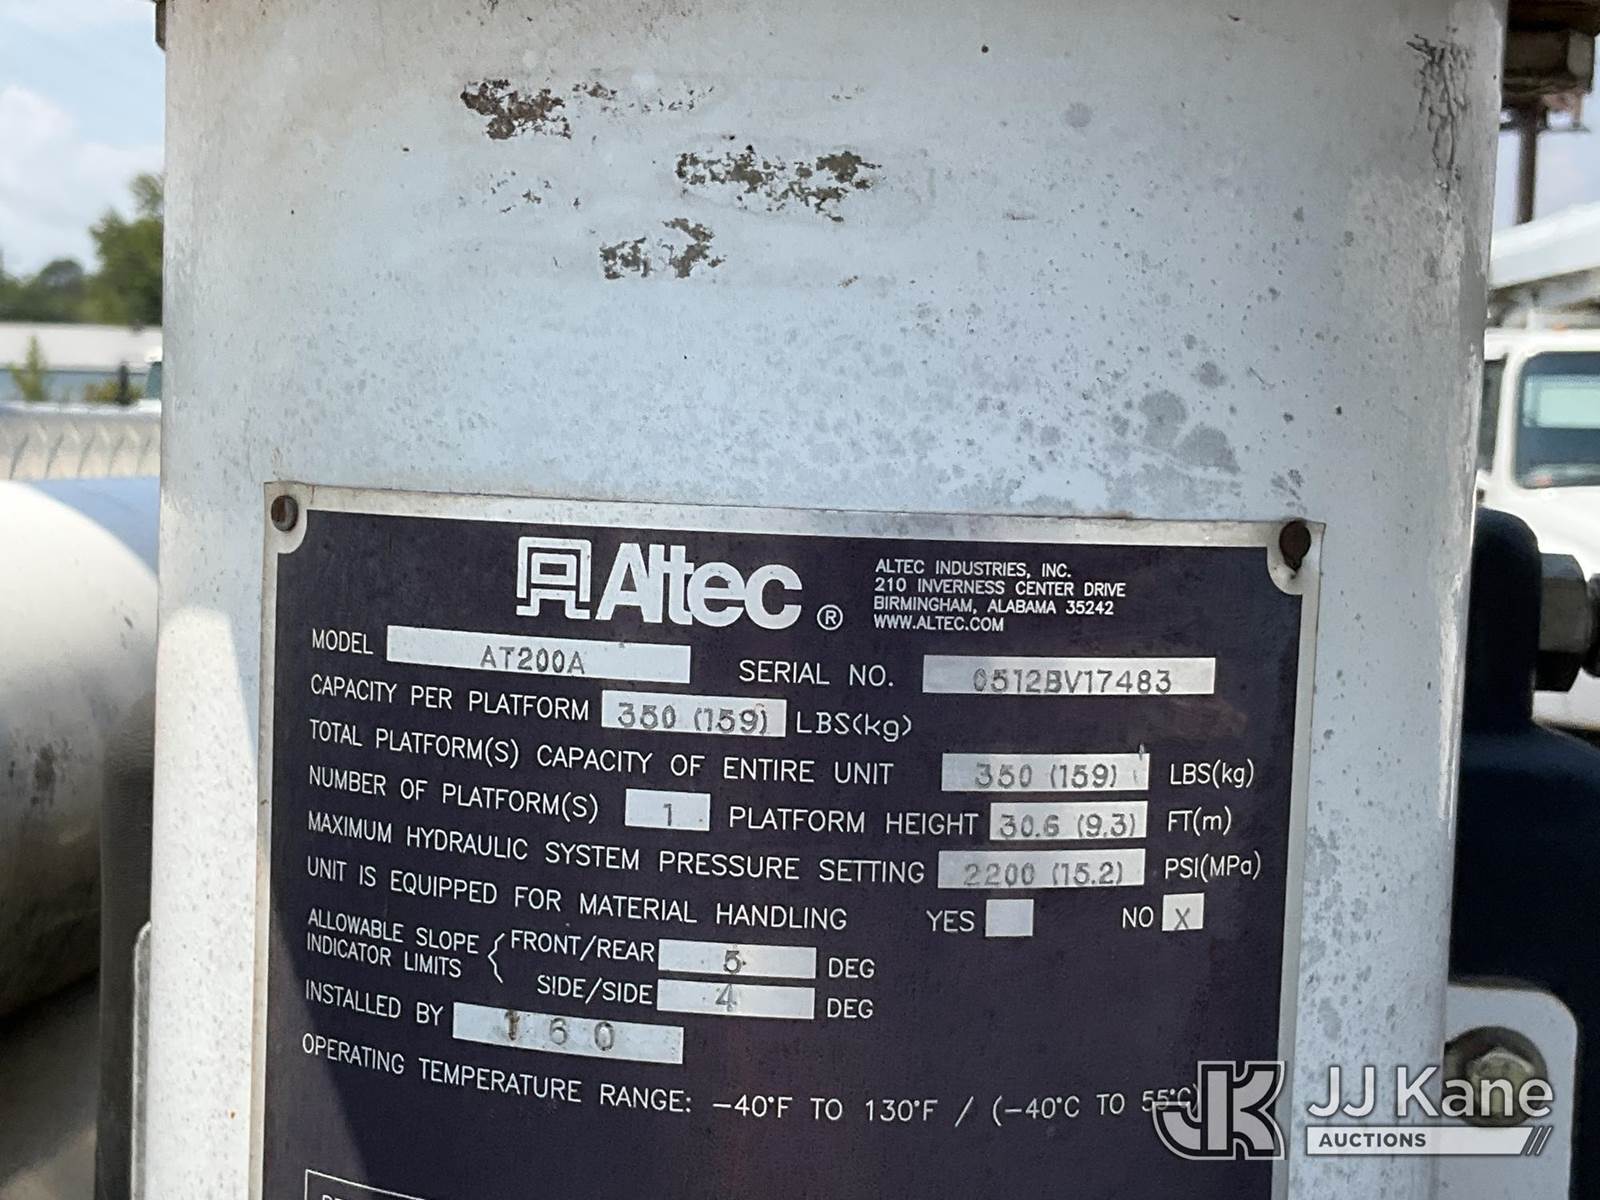 Altec ®
ALTEC INDUSTRIES, INC.
210 INVERNESS CENTER DRIVE
BIRMINGHAM, ALABAMA 35242
WWW.ALTEC.COM
MODEL AT200A SERIAL NO. 0512BV17483
CAPACITY PER PLATFORM 350 (159) LBS(kg)
TOTAL PLATFORM(S) CAPACITY OF ENTIRE UNIT 350 (159) LBS(kg)
NUMBER OF PLATFORM(S) 1 PLATFORM HEIGHT 30.6 (9.3) FT(m)
MAXIMUM HYDRAULIC SYSTEM PRESSURE SETTING 2200 (15.2) PSI(MPa)
UNIT IS EQUIPPED FOR MATERIAL HANDLING YES NO X
ALLOWABLE SLOPE INDICATOR LIMITS { FRONT/REAR 5 DEG
SIDE/SIDE 4 DEG
INSTALLED BY 160
OPERATING TEMPERATURE RANGE: -40°F TO 130°F / (-40°C TO 55°C)
JK JJ Kane
AUCTIONS